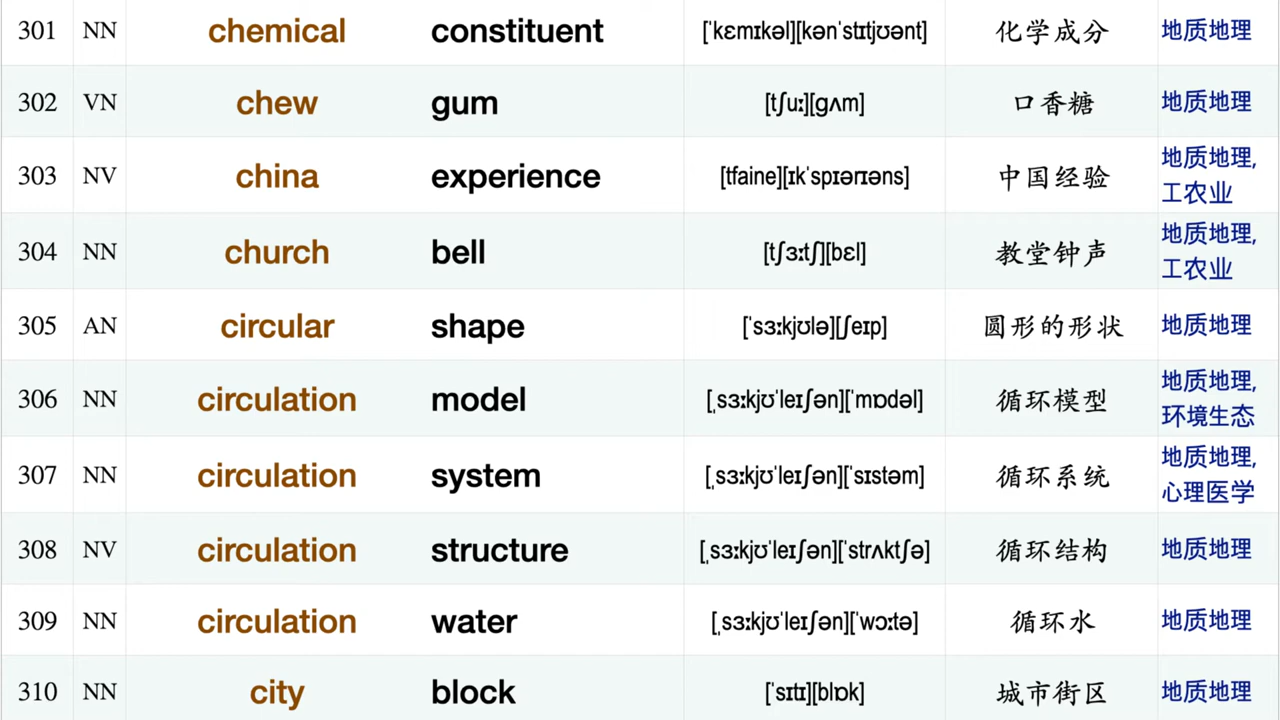 301 NN chemical constituent [ˈkɛmɪkəl][kənˈstɪtjʊənt] 化学成分 地质地理
302 VN chew gum [tʃuː][gʌm] 口香糖 地质地理
303 NV china experience [tfaine][ɪkˈspɪərɪəns] 中国经验 地质地理,
工农业
304 NN church bell [tʃɜːtʃ][bɛl] 教堂钟声 地质地理,
工农业
305 AN circular shape [ˈsɜːkjʊlə][ʃeɪp] 圆形的形状 地质地理
306 NN circulation model [ˌsɜːkjʊˈleɪʃən][ˈmɒdəl] 循环模型 地质地理,
环境生态
307 NN circulation system [ˌsɜːkjʊˈleɪʃən][ˈsɪstəm] 循环系统 地质地理,
心理医学
308 NV circulation structure [ˌsɜːkjʊˈleɪʃən][ˈstrʌktʃə] 循环结构 地质地理
309 NN circulation water [ˌsɜːkjʊˈleɪʃən][ˈwɔːtə] 循环水 地质地理
310 NN city block [ˈsɪtɪ][blɒk] 城市街区 地质地理